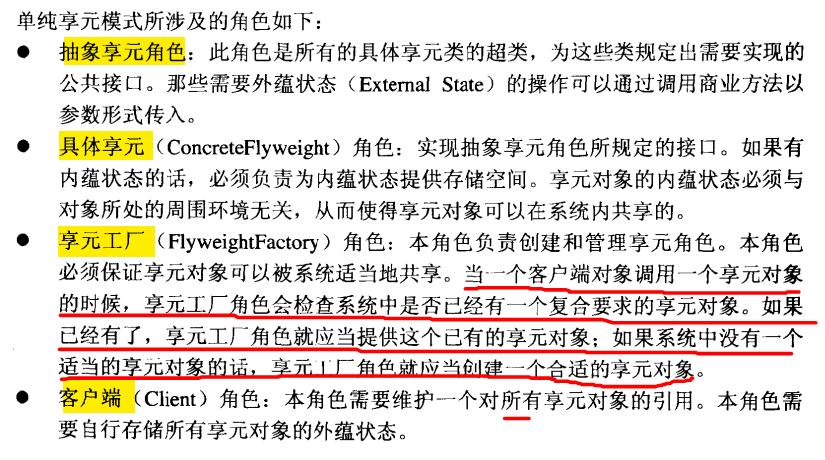 单纯享元模式所涉及的角色如下：
● 抽象享元角色：此角色是所有的具体享元类的超类，为这些类规定出需要实现的
公共接口。那些需要外蕴状态（External State）的操作可以通过调用商业方法以
参数形式传入。
● 具体享元（ConcreteFlyweight）角色：实现抽象享元角色所规定的接口。如果有
内蕴状态的话，必须负责为内蕴状态提供存储空间。享元对象的内蕴状态必须与
对象所处的周围环境无关，从而使得享元对象可以在系统内共享的。
● 享元工厂（FlyweightFactory）角色：本角色负责创建和管理享元角色。本角色
必须保证享元对象可以被系统适当地共享。当一个客户端对象调用一个享元对象
的时候，享元工厂角色会检查系统中是否已经有一个复合要求的享元对象。如果
已经有了，享元工厂角色就应当提供这个已有的享元对象；如果系统中没有一个
适当的享元对象的话，享元工厂角色就应当创建一个合适的享元对象。
● 客户端（Client）角色：本角色需要维护一个对所有享元对象的引用。本角色需
要自行存储所有享元对象的外蕴状态。